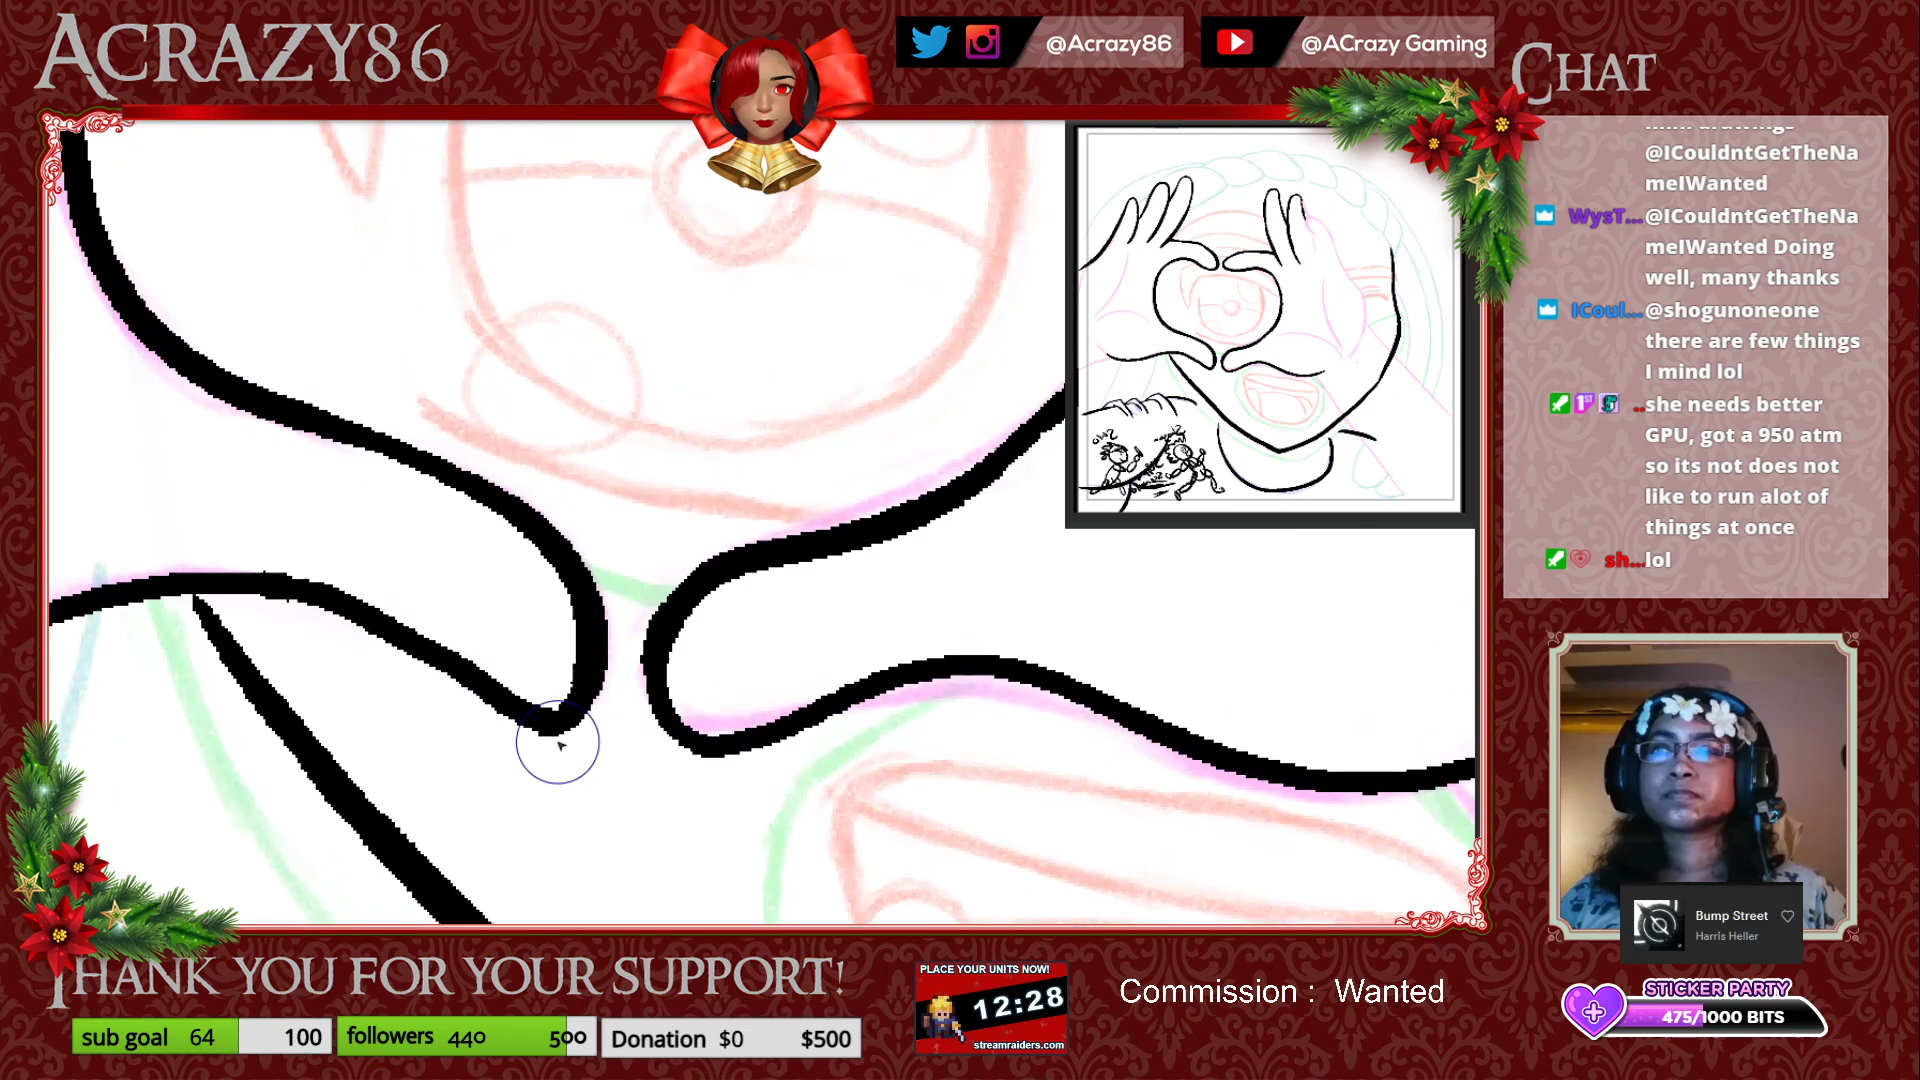 ACRAZY86
@Acrazy86
@ACrazy Gaming
CHAT
@ICouldntGetTheNa
meIWanted
WysT... @ICouldntGetTheNa
meIWanted Doing
well, many thanks
ICoul... @shogunoneone
there are few things
I mind lol
1ST ..she needs better
GPU, got a 950 atm
so its not does not
like to run alot of
things at once
sh... lol
Bump Street
Harris Heller
THANK YOU FOR YOUR SUPPORT!
sub goal 64 100
followers 440 500
Donation $0 $500
PLACE YOUR UNITS NOW!
12:28
streamraiders.com
Commission : Wanted
STICKER PARTY
475/1000 BITS